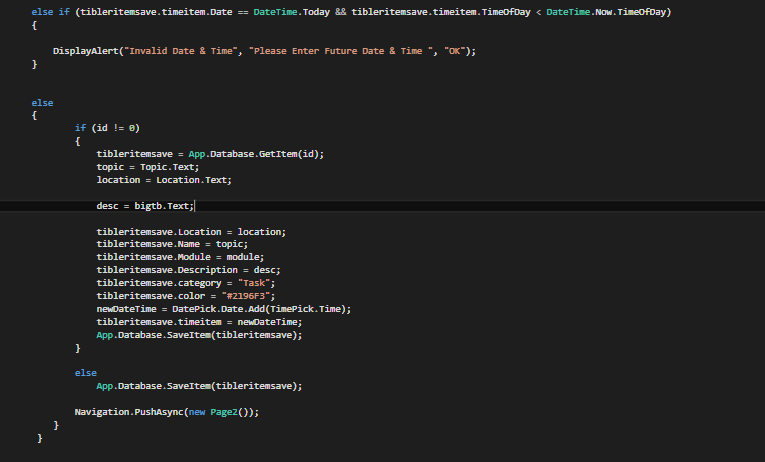 else if (tibleritemsave.timeitem.Date == DateTime.Today && tibleritemsave.timeitem.TimeOfDay < DateTime.Now.TimeOfDay)
{
DisplayAlert("Invalid Date & Time", "Please Enter Future Date & Time ", "OK");
}
else
{
if (id != 0)
{
tibleritemsave = App.Database.GetItem(id);
topic = Topic.Text;
location = Location.Text;
desc = bigtb.Text;
tibleritemsave.Location = location;
tibleritemsave.Name = topic;
tibleritemsave.Module = module;
tibleritemsave.Description = desc;
tibleritemsave.category = "Task";
tibleritemsave.color = "#2196F3";
newDateTime = DatePick.Date.Add(TimePick.Time);
tibleritemsave.timeitem = newDateTime;
App.Database.SaveItem(tibleritemsave);
}
else
App.Database.SaveItem(tibleritemsave);
Navigation.PushAsync(new Page2());
}
}